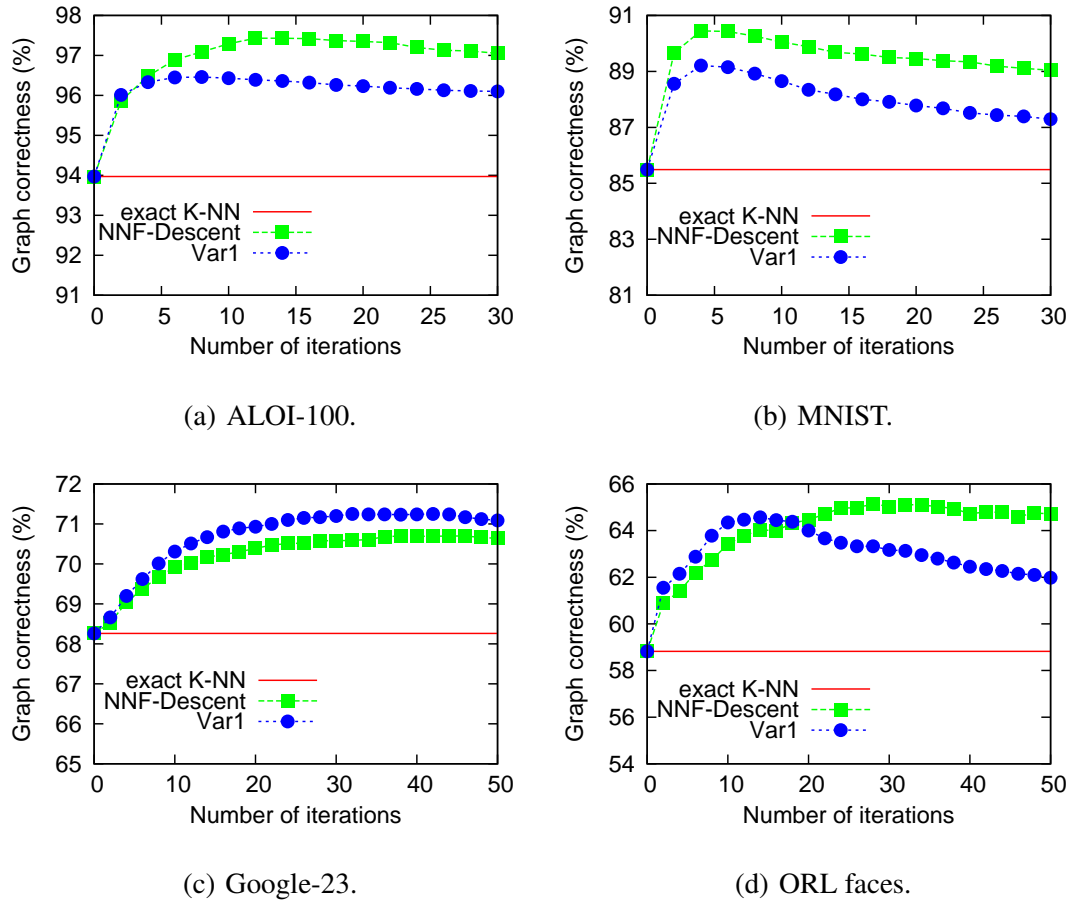 98
97
96
95
94
93
92
91
Graph correctness (%)
exact K-NN
NNF-Descent
Var1
0 5 10 15 20 25 30
Number of iterations
(a) ALOI-100.
91
89
87
85
83
81
Graph correctness (%)
exact K-NN
NNF-Descent
Var1
0 5 10 15 20 25 30
Number of iterations
(b) MNIST.
72
71
70
69
68
67
66
65
Graph correctness (%)
exact K-NN
NNF-Descent
Var1
0 10 20 30 40 50
Number of iterations
(c) Google-23.
66
64
62
60
58
56
54
Graph correctness (%)
exact K-NN
NNF-Descent
Var1
0 10 20 30 40 50
Number of iterations
(d) ORL faces.